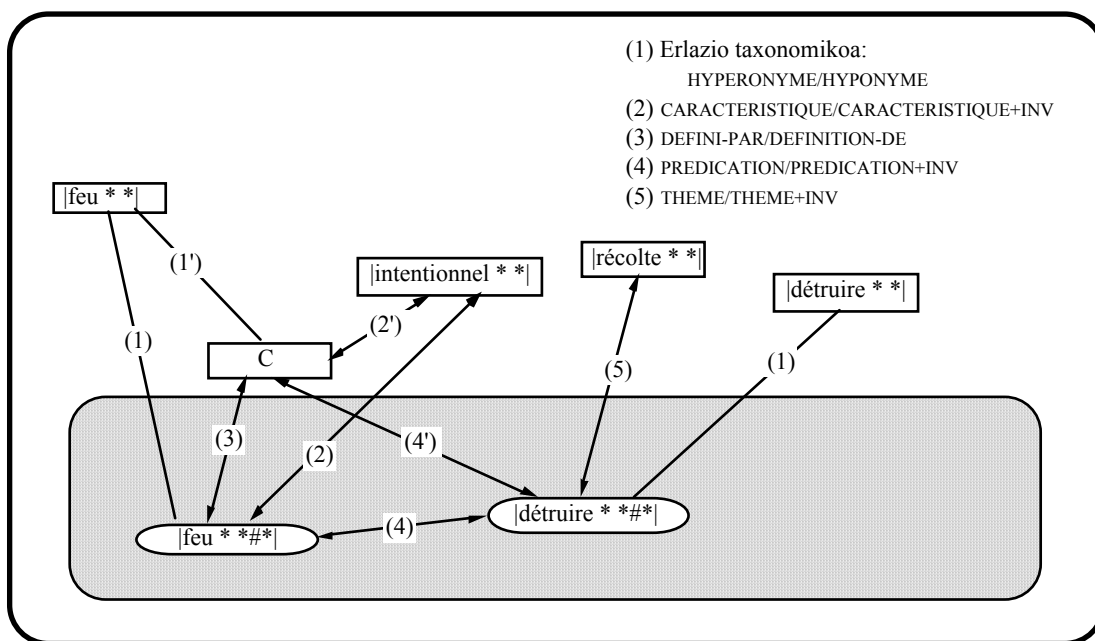 (1) Erlazio taxonomikoa:
HYPERONYME/HYPONYME
(2) CARACTERISTIQUE/CARACTERISTIQUE+INV
(3) DEFINI-PAR/DEFINITION-DE
(4) PREDICATION/PREDICATION+INV
(5) THEME/THEME+INV
|feu * *|
(1')
|intentionnel * *|
|récolte * *|
|détruire * *|
(2')
(1)
C
(5)
(1)
(3)
(2)
(4')
|détruire * *#*|
(4)
|feu * *#*|